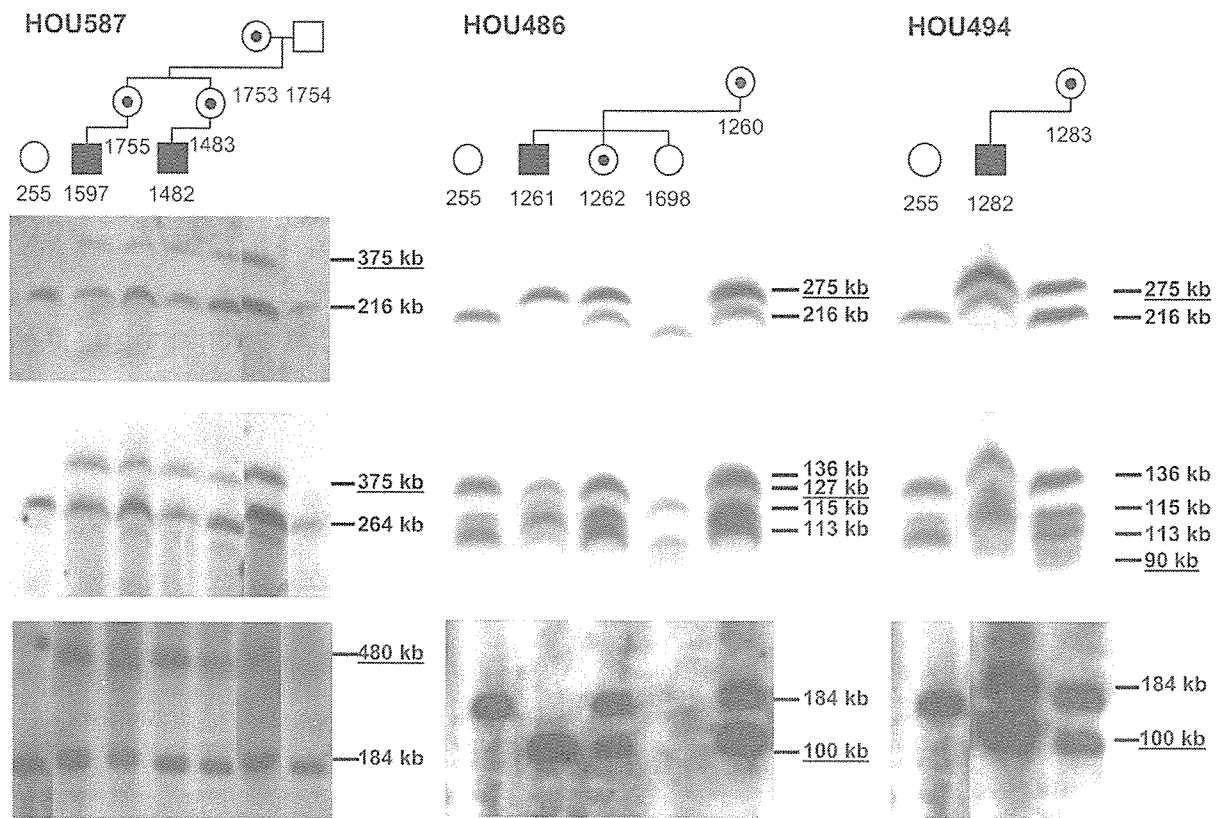 HOU587
1753 1754
1755
1483
255 1597 1482
375 kb
216 kb
375 kb
264 kb
480 kb
184 kb
HOU486
1260
255 1261 1262 1698
275 kb
216 kb
136 kb
127 kb
115 kb
113 kb
184 kb
100 kb
HOU494
1283
255 1282
275 kb
216 kb
136 kb
115 kb
113 kb
90 kb
184 kb
100 kb